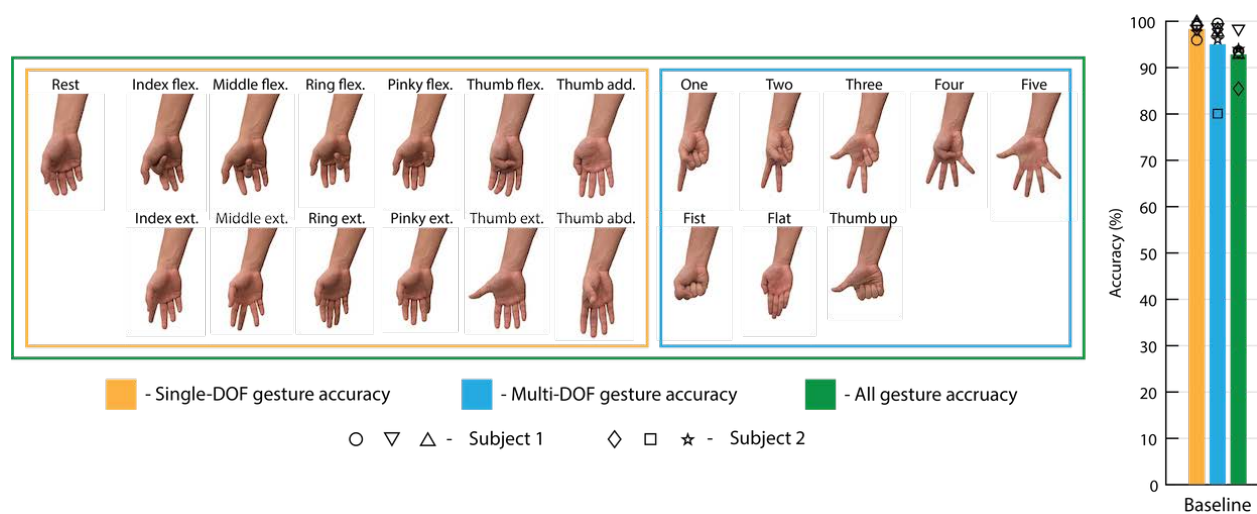 Rest Index flex. Middle flex. Ring flex. Pinky flex. Thumb flex. Thumb add.
Index ext. Middle ext. Ring ext. Pinky ext. Thumb ext. Thumb abd.
One Two Three Four Five
Fist Flat Thumb up
- Single-DOF gesture accuracy - Multi-DOF gesture accuracy - All gesture accruacy
- Subject 1 - Subject 2
Accuracy (%)
100
90
80
70
60
50
40
30
20
10
0
Baseline